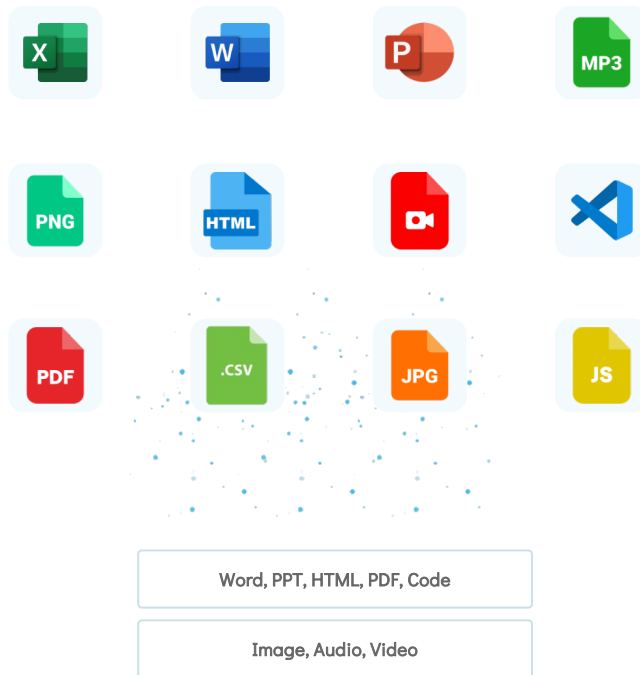 X
W
P
MP3
PNG
HTML
PDF
.CSV
JPG
JS
Word, PPT, HTML, PDF, Code
Image, Audio, Video